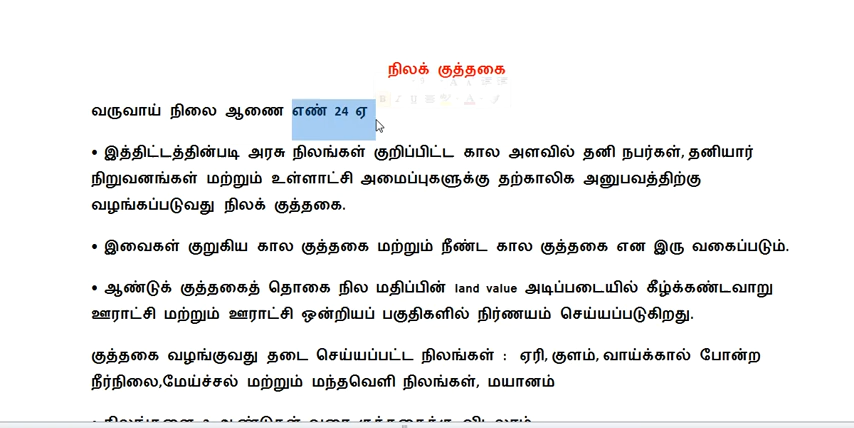 நிலக் குத்தகை
வருவாய் நிலை ஆணை எண் 24 ஏ
• இத்திட்டத்தின்படி அரசு நிலங்கள் குறிப்பிட்ட கால அளவில் தனி நபர்கள், தனியார்
நிறுவனங்கள் மற்றும் உள்ளாட்சி அமைப்புகளுக்கு தற்காலிக அனுபவத்திற்கு
வழங்கப்படுவது நிலக் குத்தகை.
• இவைகள் குறுகிய கால குத்தகை மற்றும் நீண்ட கால குத்தகை என இரு வகைப்படும்.
• ஆண்டுக் குத்தகைத் தொகை நில மதிப்பின் land value அடிப்படையில் கீழ்க்கண்டவாறு
ஊராட்சி மற்றும் ஊராட்சி ஒன்றியப் பகுதிகளில் நிர்ணயம் செய்யப்படுகிறது.
குத்தகை வழங்குவது தடை செய்யப்பட்ட நிலங்கள் : ஏரி, குளம், வாய்க்கால் போன்ற
நீர்நிலை,மேய்ச்சல் மற்றும் மந்தவெளி நிலங்கள், மயானம்